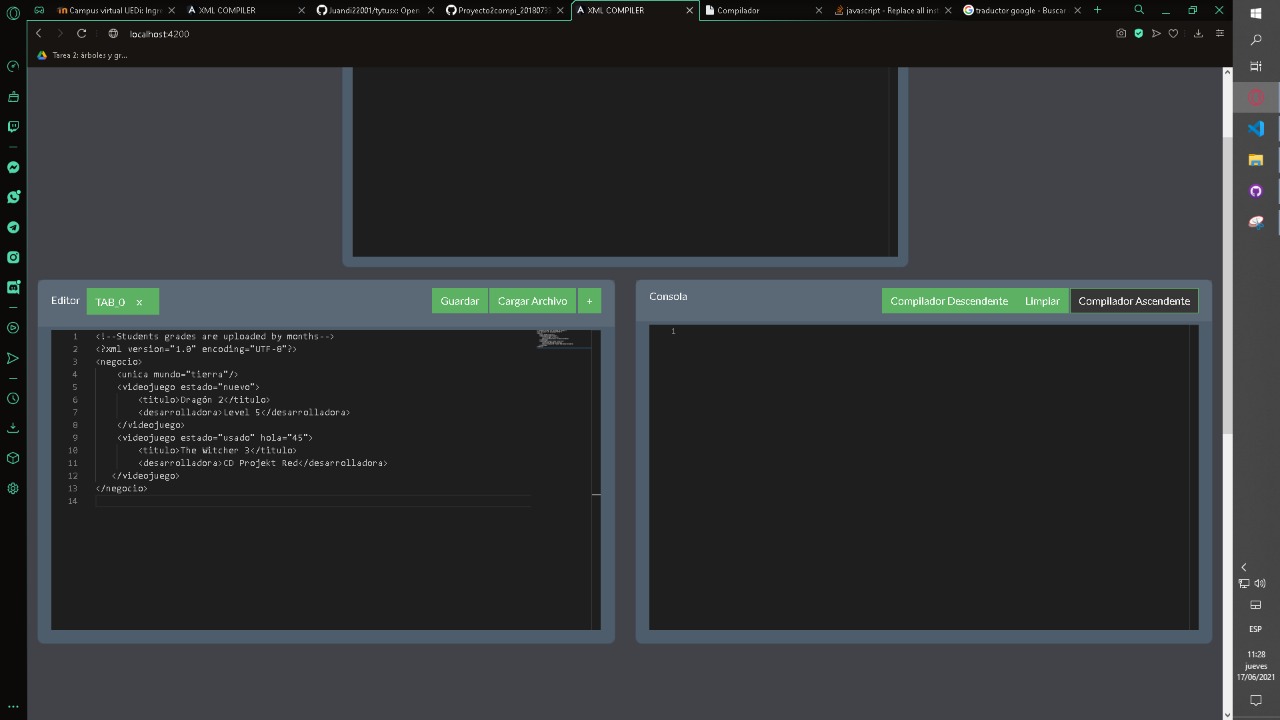 Campus virtual UEDi: Ingre
XML COMPILER
Juandi22001/tytusx: Open
Proyecto2compi_20180733
XML COMPILER
Compilador
javascript - Replace all inst
traductor google - Buscar
localhost:4200
Tarea 2: árboles y gr...
Editor
TAB_0 x
Guardar
Cargar Archivo
+
1 <!--Students grades are uploaded by months-->
2 <?xml version="1.0" encoding="UTF-8"?>
3 <negocio>
4 <unica mundo="tierra"/>
5 <videojuego estado="nuevo">
6 <titulo>Dragón 2</titulo>
7 <desarrolladora>Level 5</desarrolladora>
8 </videojuego>
9 <videojuego estado="usado" hola="45">
10 <titulo>The Witcher 3</titulo>
11 <desarrolladora>CD Projekt Red</desarrolladora>
12 </videojuego>
13 </negocio>
14
Consola
Compilador Descendente
Limpiar
Compilador Ascendente
1
ESP
11:28
jueves
17/06/2021